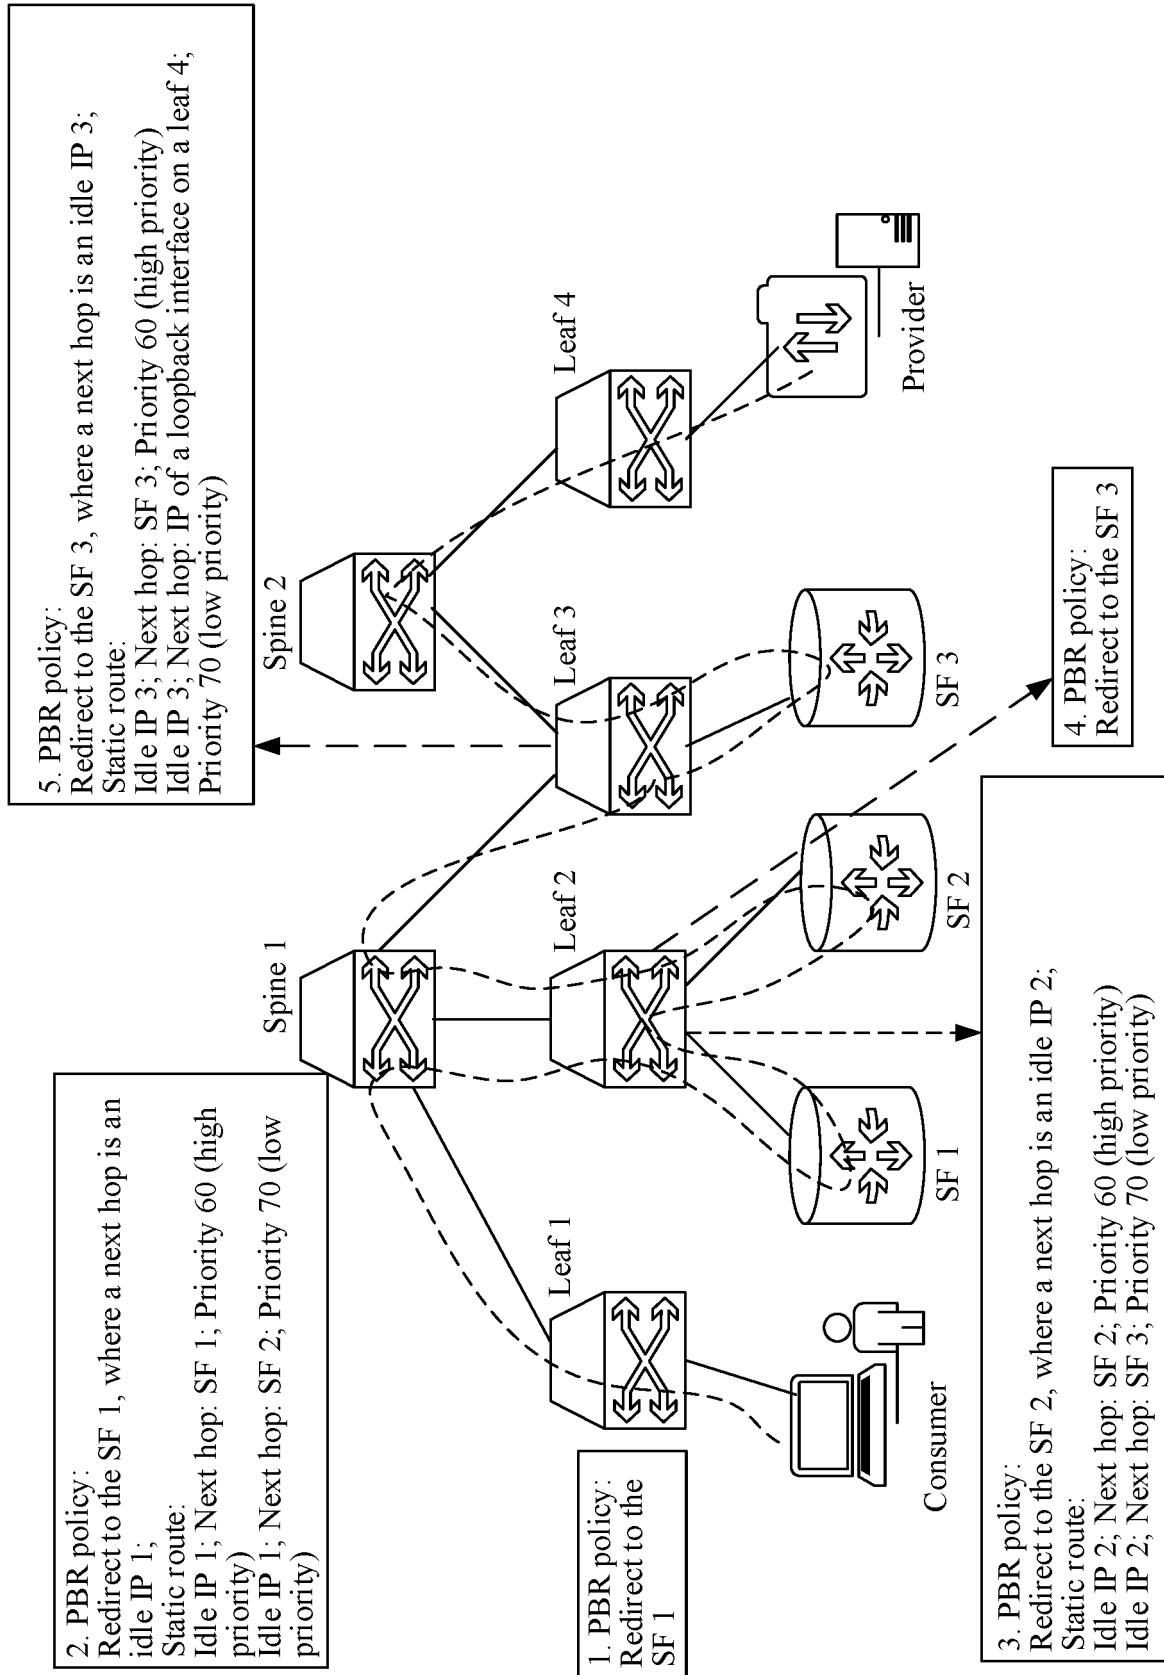 2. PBR policy:
Redirect to the SF 1, where a next hop is an
idle IP 1;
Static route:
Idle IP 1; Next hop: SF 1; Priority 60 (high
priority)
Idle IP 1; Next hop: SF 2; Priority 70 (low
priority)
5. PBR policy:
Redirect to the SF 3, where a next hop is an idle IP 3;
Static route:
Idle IP 3; Next hop: SF 3; Priority 60 (high priority)
Idle IP 3; Next hop: IP of a loopback interface on a leaf 4;
Priority 70 (low priority)
Spine 1
Spine 2
1. PBR policy:
Redirect to the
SF 1
Leaf 1
Leaf 2
Leaf 3
Leaf 4
Consumer
SF 1
SF 2
SF 3
Provider
3. PBR policy:
Redirect to the SF 2, where a next hop is an idle IP 2;
Static route:
Idle IP 2; Next hop: SF 2; Priority 60 (high priority)
Idle IP 2; Next hop: SF 3; Priority 70 (low priority)
4. PBR policy:
Redirect to the SF 3